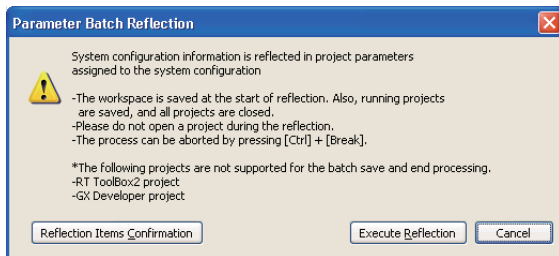 Parameter Batch Reflection
System configuration information is reflected in project parameters
assigned to the system configuration
-The workspace is saved at the start of reflection. Also, running projects
are saved, and all projects are closed.
-Please do not open a project during the reflection.
-The process can be aborted by pressing [Ctrl] + [Break].
*The following projects are not supported for the batch save and end processing.
-RT ToolBox2 project
-GX Developer project
Reflection Items Confirmation Execute Reflection Cancel